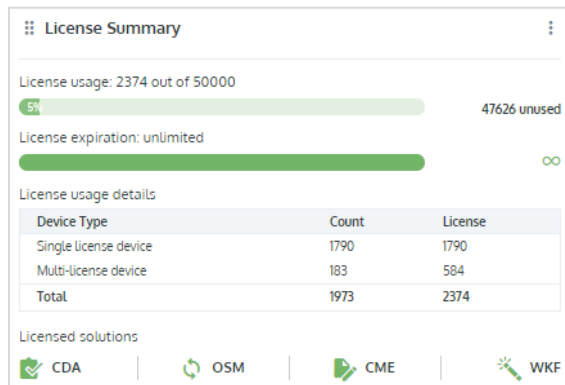 License Summary
License usage: 2374 out of 50000
5% 47626 unused
License expiration: unlimited
∞
License usage details
Device Type Count License
Single license device 1790 1790
Multi-license device 183 584
Total 1973 2374
Licensed solutions
CDA OSM CME WKF